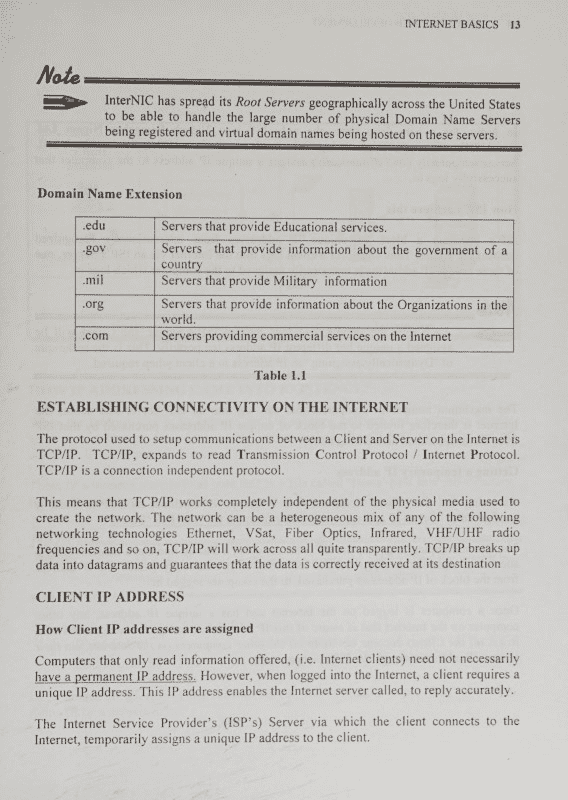 INTERNET BASICS 13
Note
InterNIC has spread its Root Servers geographically across the United States
to be able to handle the large number of physical Domain Name Servers
being registered and virtual domain names being hosted on these servers.
Domain Name Extension
.edu Servers that provide Educational services.
.gov Servers that provide information about the government of a
country
.mil Servers that provide Military information
.org Servers that provide information about the Organizations in the
world.
.com Servers providing commercial services on the Internet
Table 1.1
ESTABLISHING CONNECTIVITY ON THE INTERNET
The protocol used to setup communications between a Client and Server on the Internet is
TCP/IP. TCP/IP, expands to read Transmission Control Protocol / Internet Protocol.
TCP/IP is a connection independent protocol.
This means that TCP/IP works completely independent of the physical media used to
create the network. The network can be a heterogeneous mix of any of the following
networking technologies Ethernet, VSat, Fiber Optics, Infrared, VHF/UHF radio
frequencies and so on, TCP/IP will work across all quite transparently. TCP/IP breaks up
data into datagrams and guarantees that the data is correctly received at its destination
CLIENT IP ADDRESS
How Client IP addresses are assigned
Computers that only read information offered, (i.e. Internet clients) need not necessarily
have a permanent IP address. However, when logged into the Internet, a client requires a
unique IP address. This IP address enables the Internet server called, to reply accurately.
The Internet Service Provider's (ISP's) Server via which the client connects to the
Internet, temporarily assigns a unique IP address to the client.